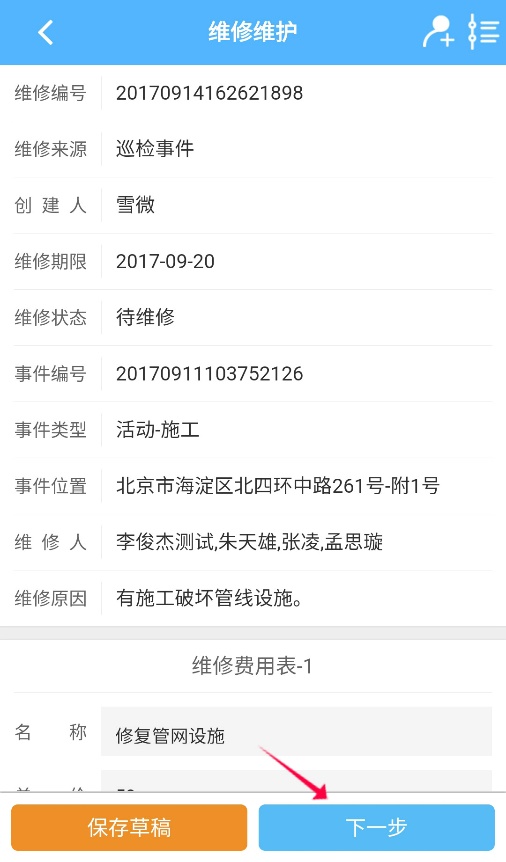 维修维护
维修编号 20170914162621898
维修来源 巡检事件
创建人 雪微
维修期限 2017-09-20
维修状态 待维修
事件编号 20170911103752126
事件类型 活动-施工
事件位置 北京市海淀区北四环中路261号-附1号
维修人 李俊杰测试,朱天雄,张凌,孟思璇
维修原因 有施工破坏管线设施。
维修费用表-1
名称 修复管网设施
保存草稿 下一步